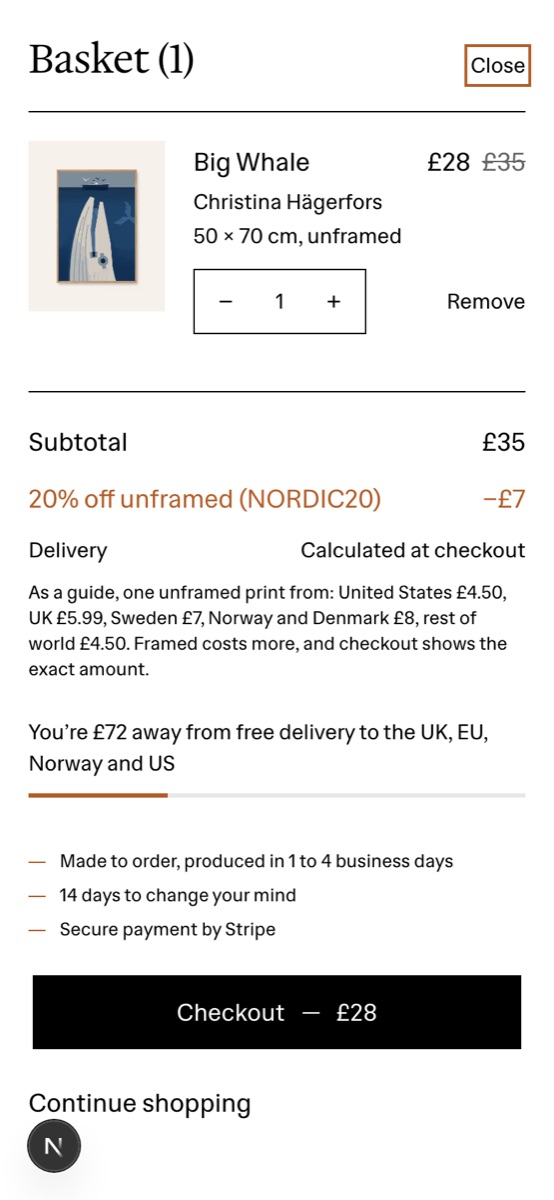 Basket (1)
Close
Big Whale
£28 £35
Christina Hägerfors
50 × 70 cm, unframed
− 1 +
Remove
Subtotal
£35
20% off unframed (NORDIC20)
−£7
Delivery
Calculated at checkout
As a guide, one unframed print from: United States £4.50,
UK £5.99, Sweden £7, Norway and Denmark £8, rest of
world £4.50. Framed costs more, and checkout shows the
exact amount.
You’re £72 away from free delivery to the UK, EU,
Norway and US
— Made to order, produced in 1 to 4 business days
— 14 days to change your mind
— Secure payment by Stripe
Checkout — £28
Continue shopping
N